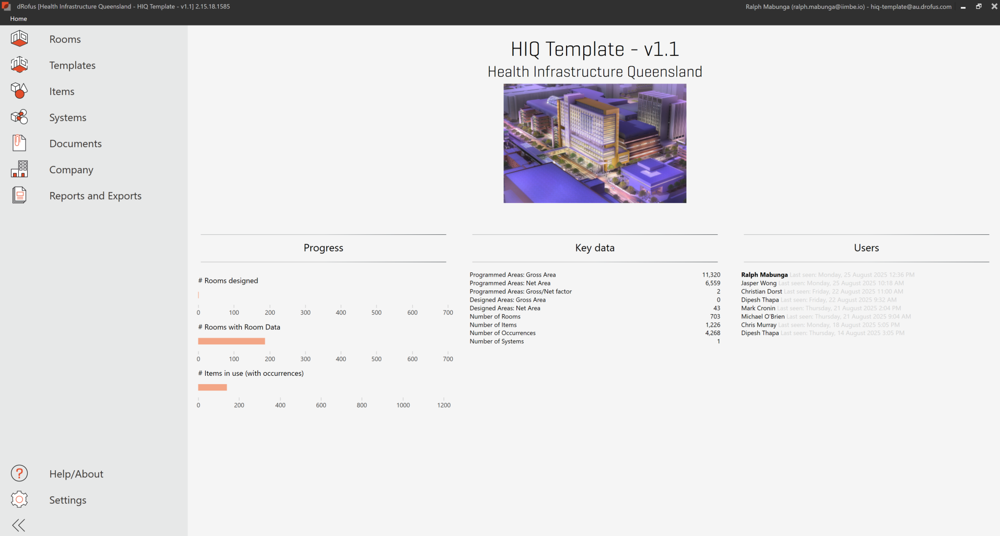 dRofus [Health Infrastructure Queensland - HIQ Template - v1.1] 2.15.18.1585
Ralph Mabunga (ralph.mabunga@iimbe.io) - hiq-template@au.drofus.com
Home
Rooms
Templates
Items
Systems
Documents
Company
Reports and Exports
Help/About
Settings
HIQ Template - v1.1
Health Infrastructure Queensland
Progress
# Rooms designed
0 100 200 300 400 500 600 700
# Rooms with Room Data
0 100 200 300 400 500 600 700
# Items in use (with occurrences)
0 200 400 600 800 1000 1200
Key data
Programmed Areas: Gross Area 11,320
Programmed Areas: Net Area 6,559
Programmed Areas: Gross/Net factor 2
Designed Areas: Gross Area 0
Designed Areas: Net Area 43
Number of Rooms 703
Number of Items 1,226
Number of Occurrences 4,268
Number of Systems 1
Users
Ralph Mabunga Last seen: Monday, 25 August 2025 12:36 PM
Jasper Wong Last seen: Monday, 25 August 2025 10:18 AM
Christian Dorst Last seen: Friday, 22 August 2025 11:00 AM
Dipesh Thapa Last seen: Friday, 22 August 2025 9:32 AM
Mark Cronin Last seen: Thursday, 21 August 2025 2:04 PM
Michael O'Brien Last seen: Thursday, 21 August 2025 9:04 AM
Chris Murray Last seen: Monday, 18 August 2025 5:05 PM
Dipesh Thapa Last seen: Thursday, 14 August 2025 3:05 PM